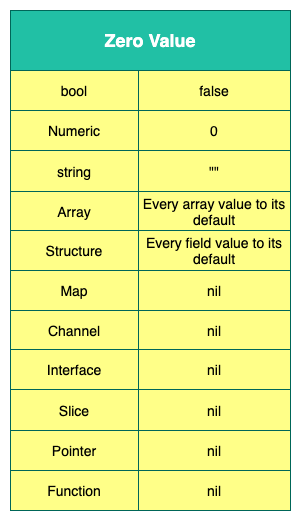 Zero Value
bool false
Numeric 0
string ""
Array Every array value to its
default
Structure Every field value to its
default
Map nil
Channel nil
Interface nil
Slice nil
Pointer nil
Function nil